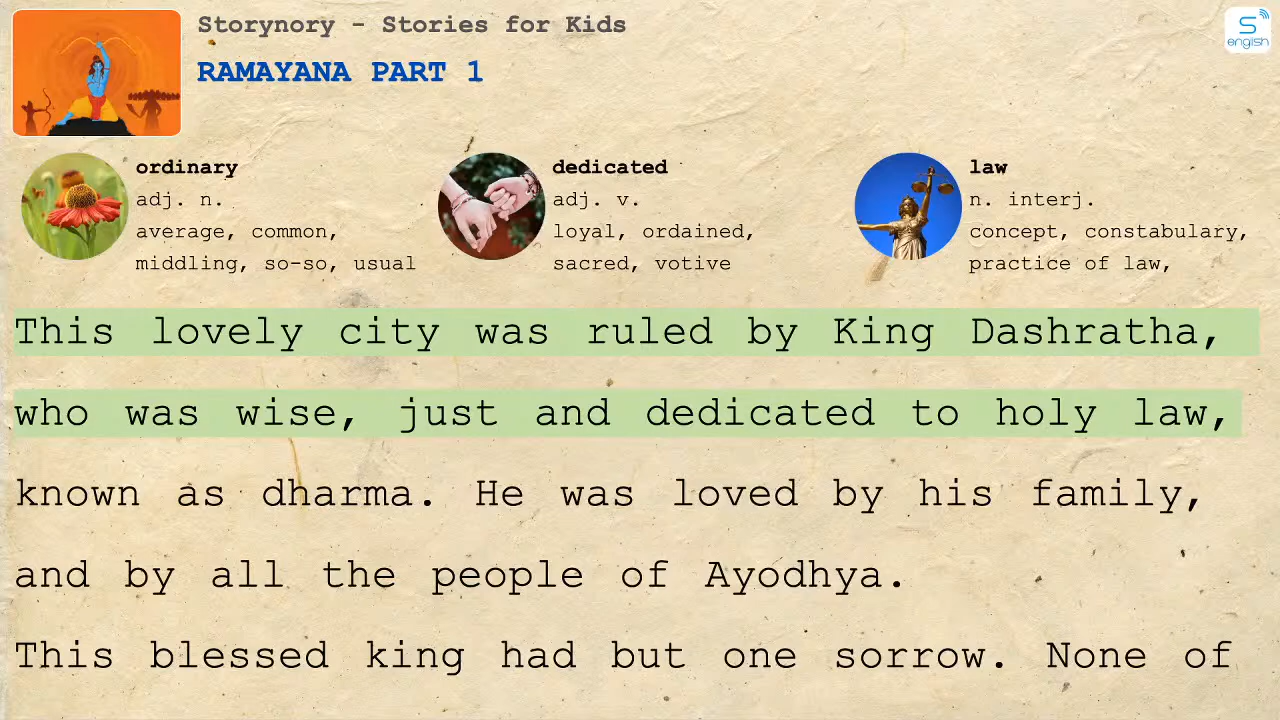 Storynory - Stories for Kids
RAMAYANA PART 1
S
english
ordinary
adj. n.
average, common,
middling, so-so, usual
dedicated
adj. v.
loyal, ordained,
sacred, votive
law
n. interj.
concept, constabulary,
practice of law,
This lovely city was ruled by King Dashratha,
who was wise, just and dedicated to holy law,
known as dharma. He was loved by his family,
and by all the people of Ayodhya.
This blessed king had but one sorrow. None of